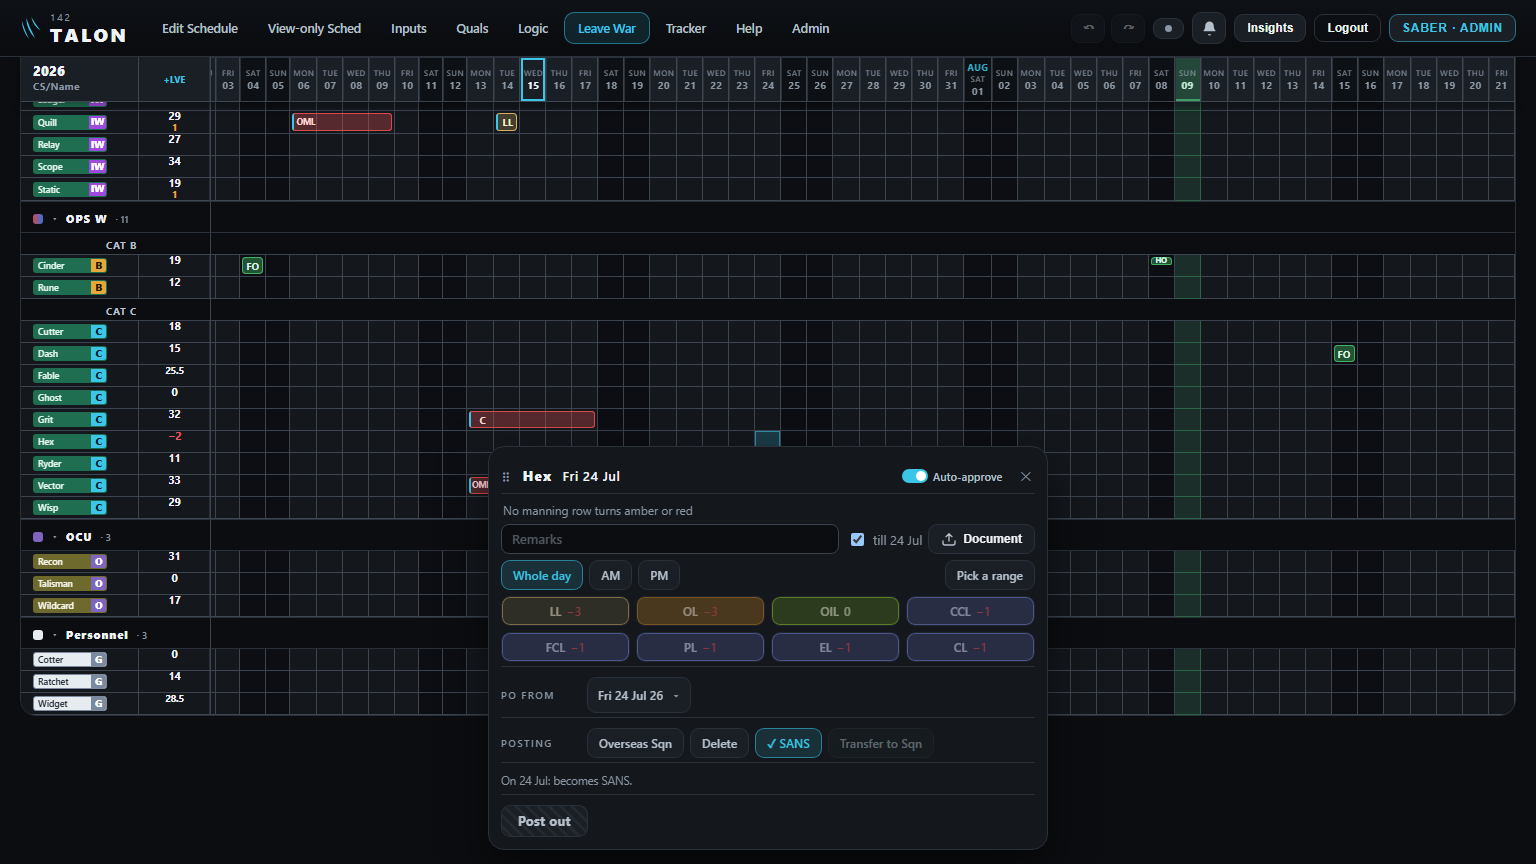 142
TALON
Edit Schedule
View-only Sched
Inputs
Quals
Logic
Leave War
Tracker
Help
Admin
Insights
Logout
SABER · ADMIN
2026
CS/Name
+LVE
FRI 03
SAT 04
SUN 05
MON 06
TUE 07
WED 08
THU 09
FRI 10
SAT 11
SUN 12
MON 13
TUE 14
WED 15
THU 16
FRI 17
SAT 18
SUN 19
MON 20
TUE 21
WED 22
THU 23
FRI 24
SAT 25
SUN 26
MON 27
TUE 28
WED 29
THU 30
FRI 31
AUG SAT 01
SUN 02
MON 03
TUE 04
WED 05
THU 06
FRI 07
SAT 08
SUN 09
MON 10
TUE 11
WED 12
THU 13
FRI 14
SAT 15
SUN 16
MON 17
TUE 18
WED 19
THU 20
FRI 21
Quill IW 29 1 OML LL
Relay IW 27
Scope IW 34
Static IW 19 1
OPS W · 11
CAT B
Cinder B 19 FO HO
Rune B 12
CAT C
Cutter C 18
Dash C 15 FO
Fable C 25.5
Ghost C 0
Grit C 32 C
Hex C −2
Ryder C 11
Vector C 33 OML
Wisp C 29
OCU · 3
Recon O 31
Talisman O 0
Wildcard O 17
Personnel · 3
Cotter G 0
Ratchet G 14
Widget G 28.5
Hex Fri 24 Jul
Auto-approve
No manning row turns amber or red
Remarks
till 24 Jul
Document
Whole day
AM
PM
Pick a range
LL −3
OL −3
OIL 0
CCL −1
FCL −1
PL −1
EL −1
CL −1
PO FROM
Fri 24 Jul 26
POSTING
Overseas Sqn
Delete
✓ SANS
Transfer to Sqn
On 24 Jul: becomes SANS.
Post out